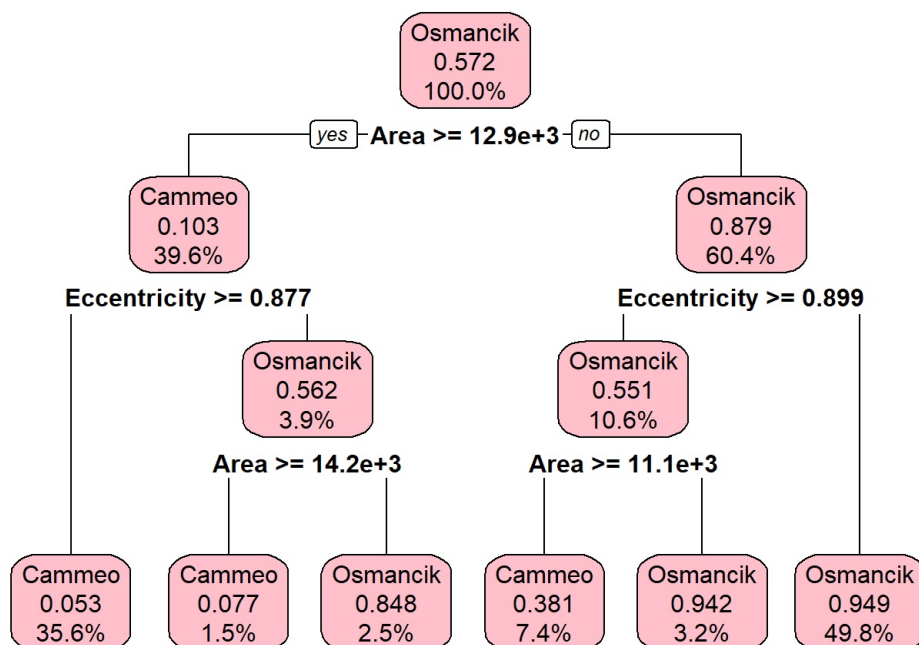 Osmancik
0.572
100.0%
yes Area >= 12.9e+3 no
Cammeo
0.103
39.6%
Osmancik
0.879
60.4%
Eccentricity >= 0.877
Eccentricity >= 0.899
Osmancik
0.562
3.9%
Osmancik
0.551
10.6%
Area >= 14.2e+3
Area >= 11.1e+3
Cammeo
0.053
35.6%
Cammeo
0.077
1.5%
Osmancik
0.848
2.5%
Cammeo
0.381
7.4%
Osmancik
0.942
3.2%
Osmancik
0.949
49.8%